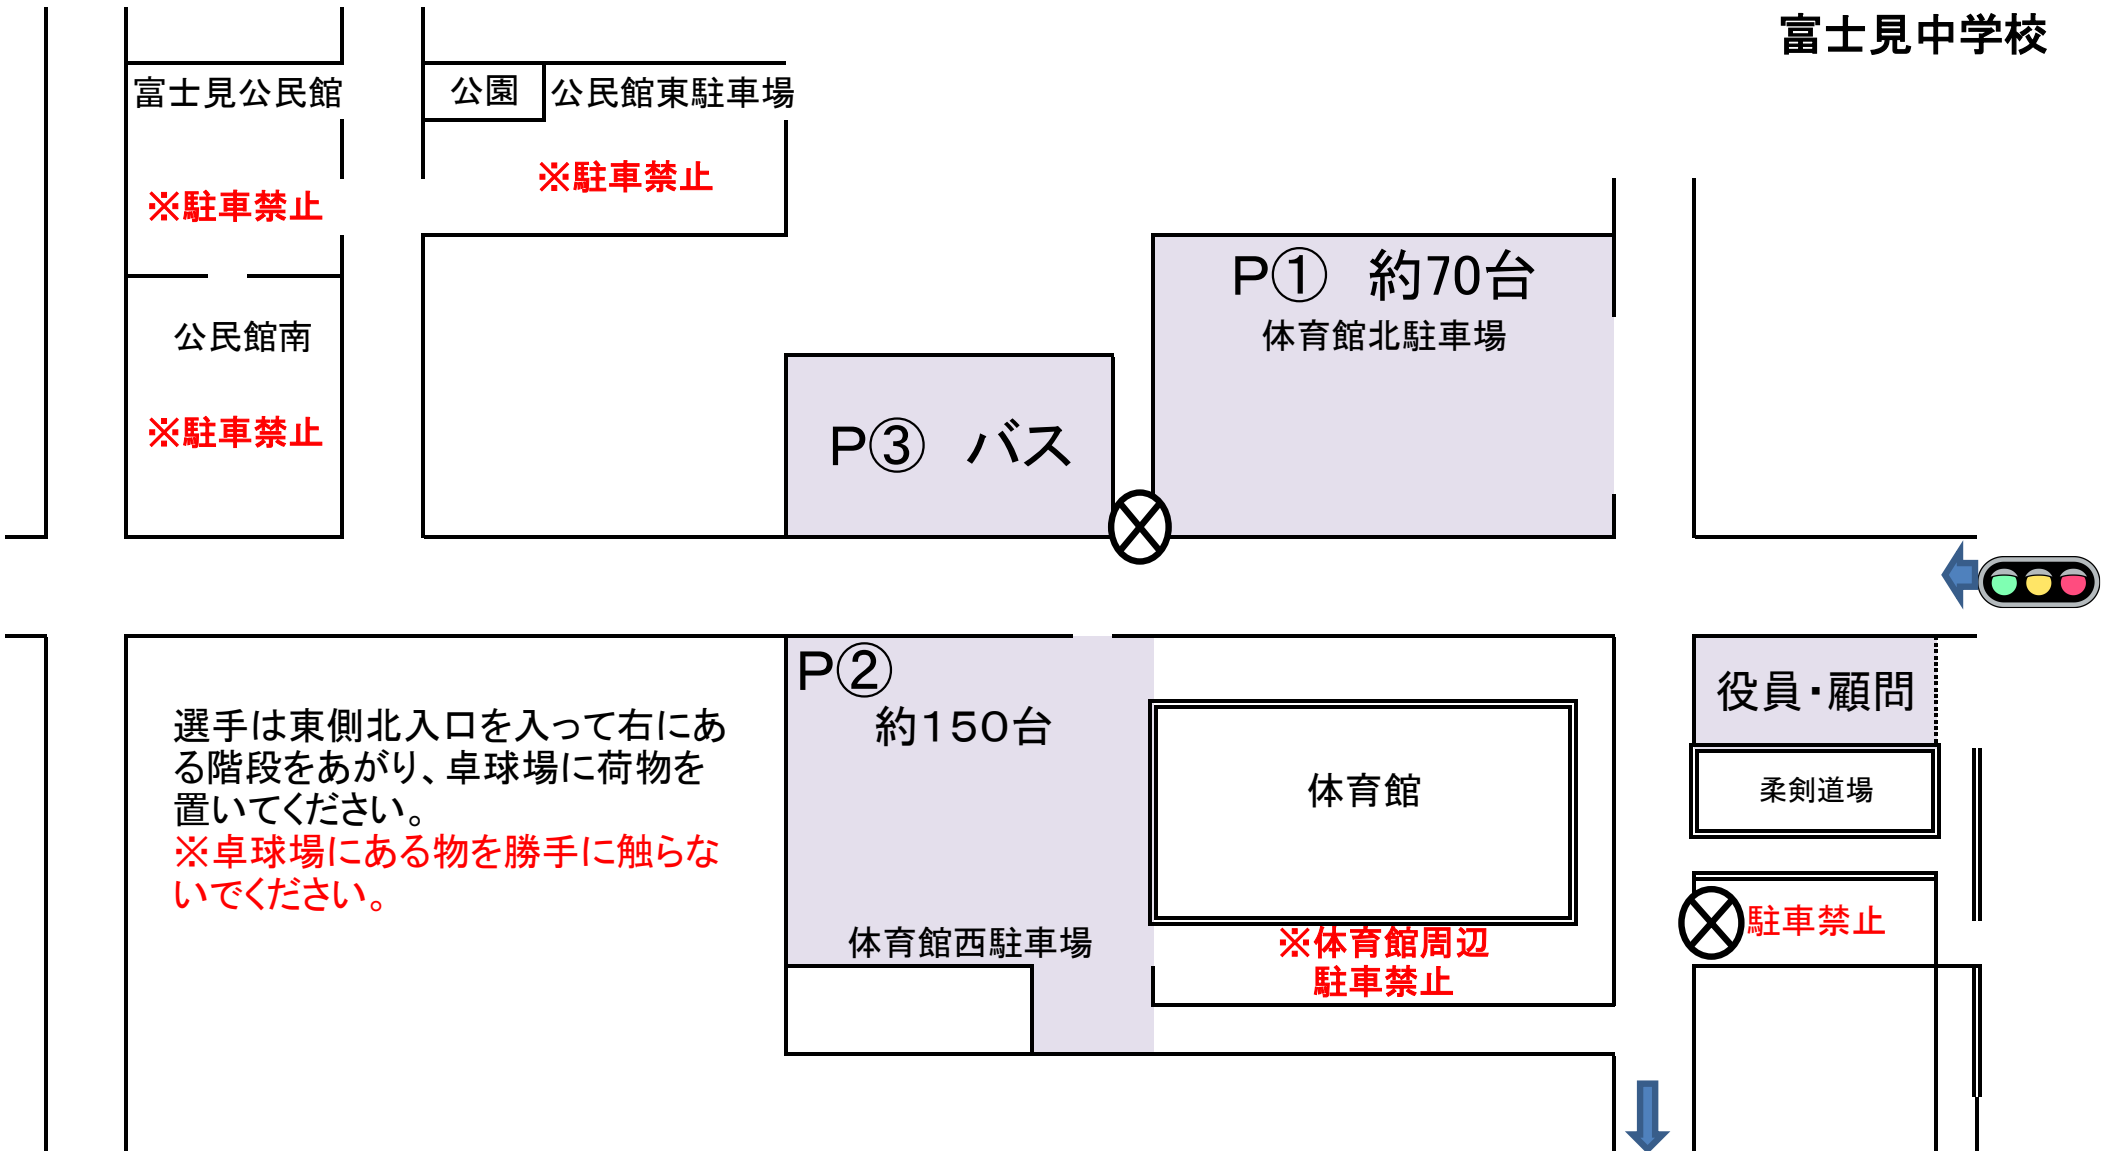 富士見中学校
富士見公民館
公園
公民館東駐車場
※駐車禁止
※駐車禁止
P① 約70台
体育館北駐車場
公民館南
P③ バス
※駐車禁止
P②
約150台
役員・顧問
選手は東側北入口を入って右にあ
る階段をあがり、卓球場に荷物を
置いてください。
※卓球場にある物を勝手に触らな
いでください。
体育館
柔剣道場
体育館西駐車場
※体育館周辺
駐車禁止
駐車禁止